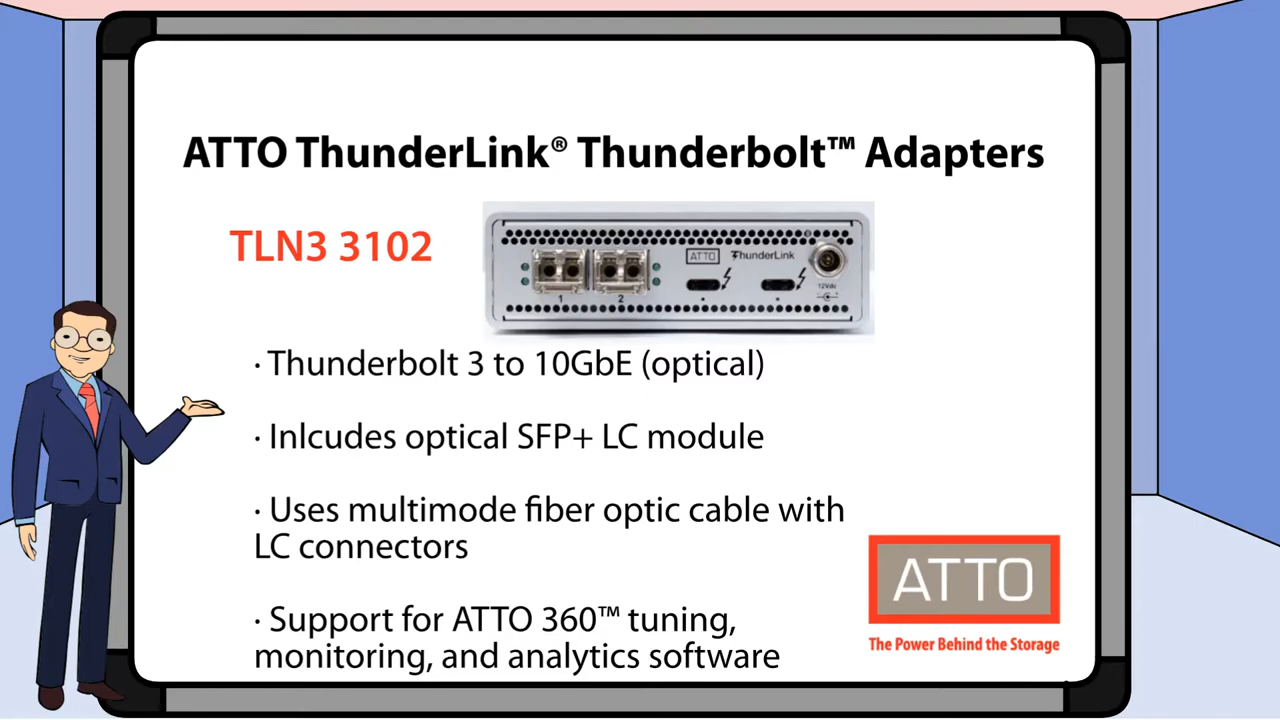 ATTO ThunderLink® Thunderbolt™ Adapters
TLN3 3102
ATTO
ThunderLink
1
2
12Vdc
· Thunderbolt 3 to 10GbE (optical)
· Inlcudes optical SFP+ LC module
· Uses multimode fiber optic cable with
LC connectors
· Support for ATTO 360™ tuning,
monitoring, and analytics software
ATTO
The Power Behind the Storage